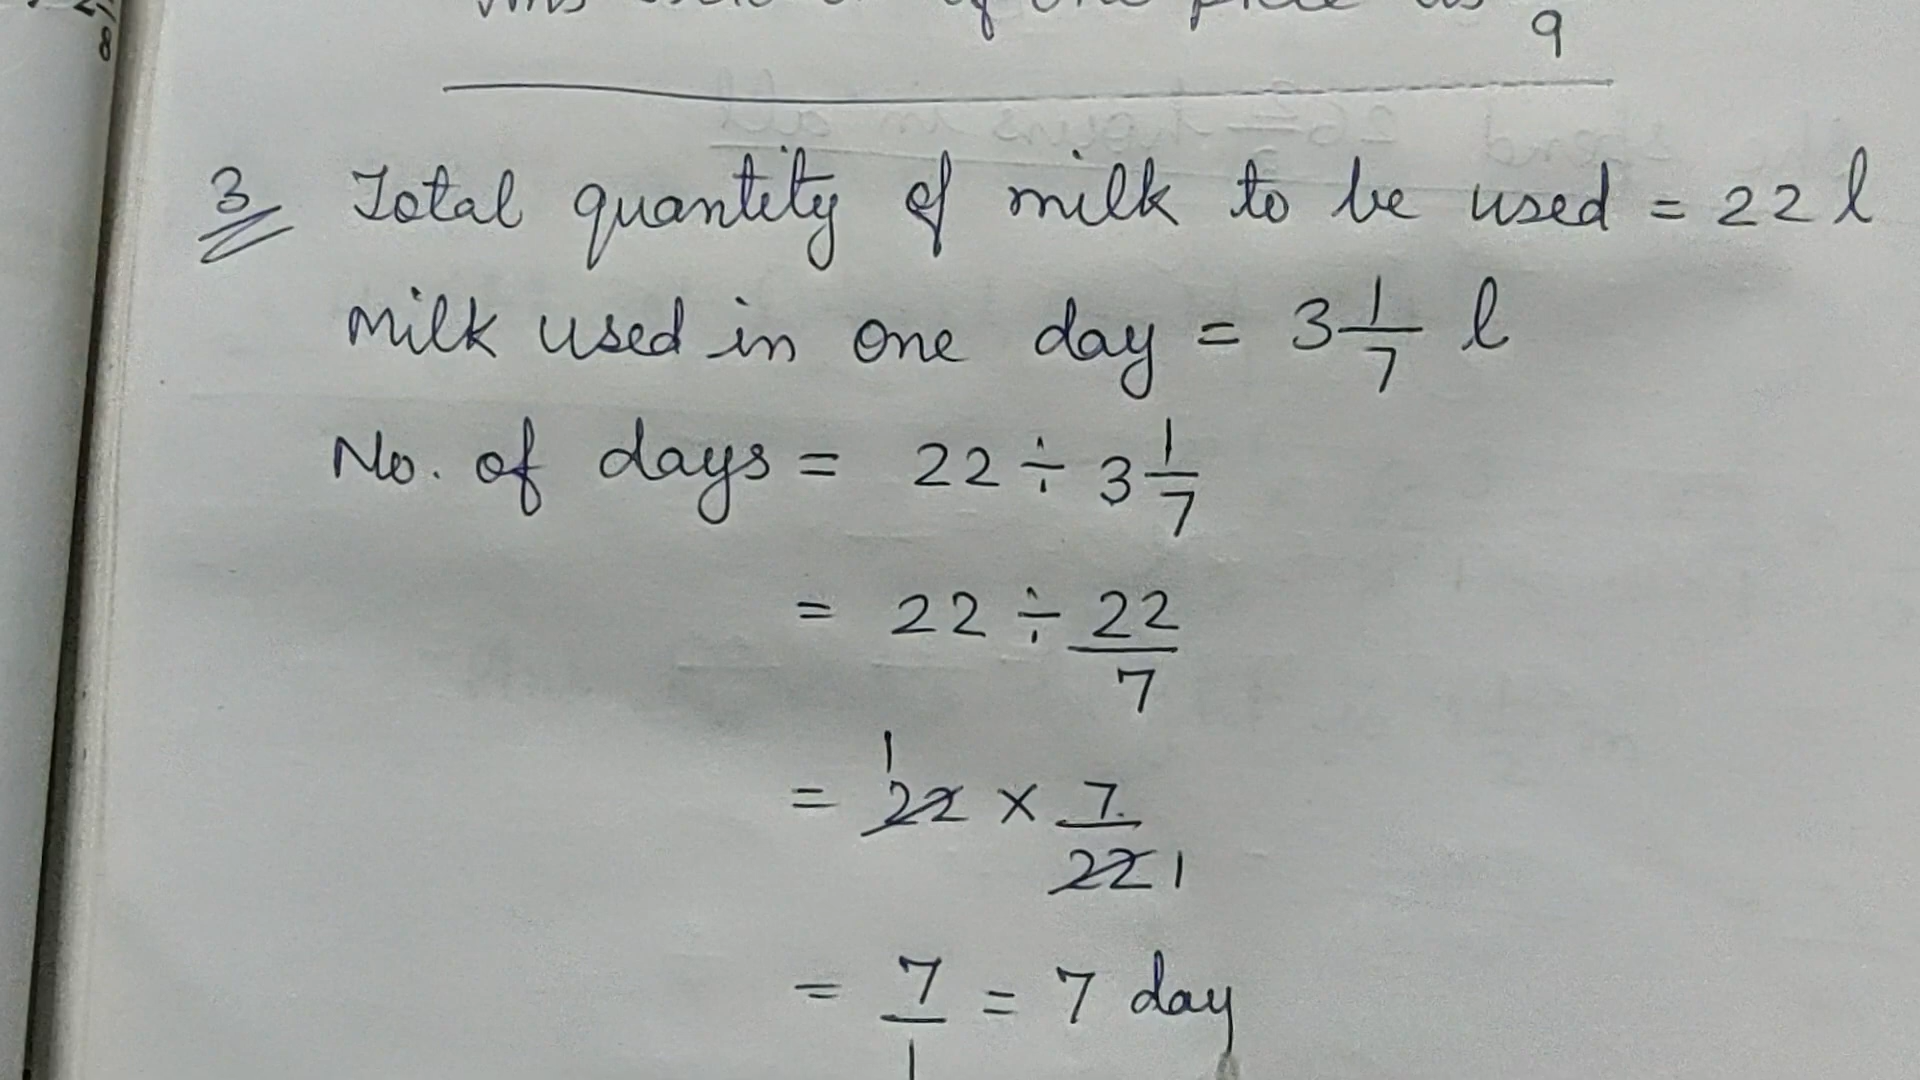 9
3 Total quantity of milk to be used = 22 l
Milk used in one day = 3 1/7 l
No. of days = 22 ÷ 3 1/7
= 22 ÷ 22/7
= 22 1 × 7/22 1
= 7/1 = 7 day